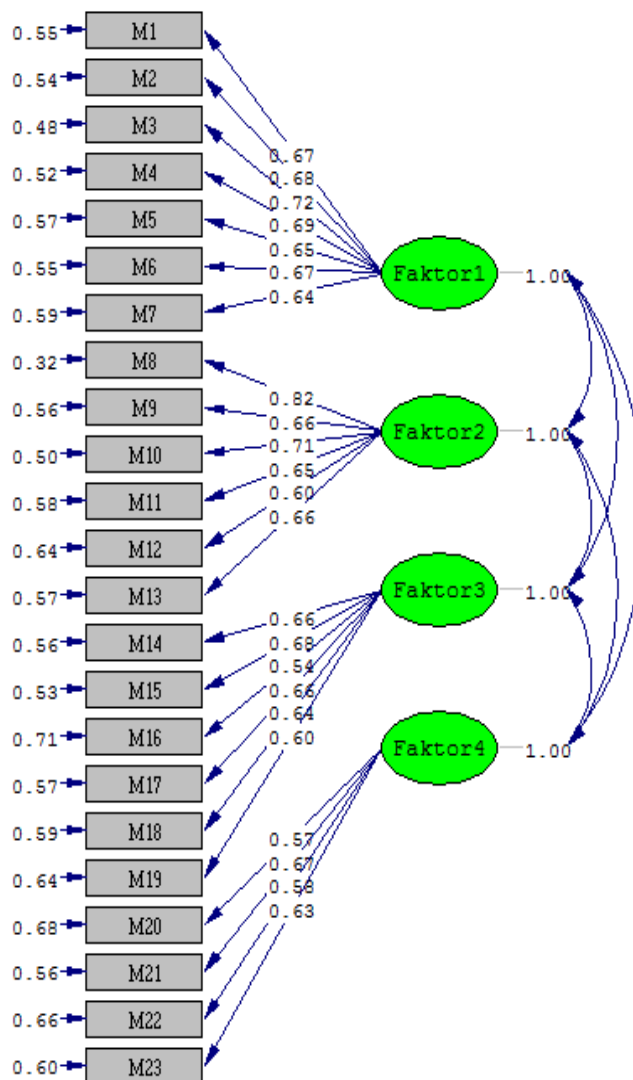 0.55 M1
0.54 M2
0.48 M3
0.52 M4
0.57 M5
0.55 M6
0.59 M7
0.32 M8
0.56 M9
0.50 M10
0.58 M11
0.64 M12
0.57 M13
0.56 M14
0.53 M15
0.71 M16
0.57 M17
0.59 M18
0.64 M19
0.68 M20
0.56 M21
0.66 M22
0.60 M23
0.67
0.68
0.72
0.69
0.65
0.67
0.64
0.82
0.66
0.71
0.65
0.60
0.66
0.66
0.68
0.54
0.66
0.64
0.60
0.57
0.67
0.58
0.63
Faktor1 1.00
Faktor2 1.00
Faktor3 1.00
Faktor4 1.00